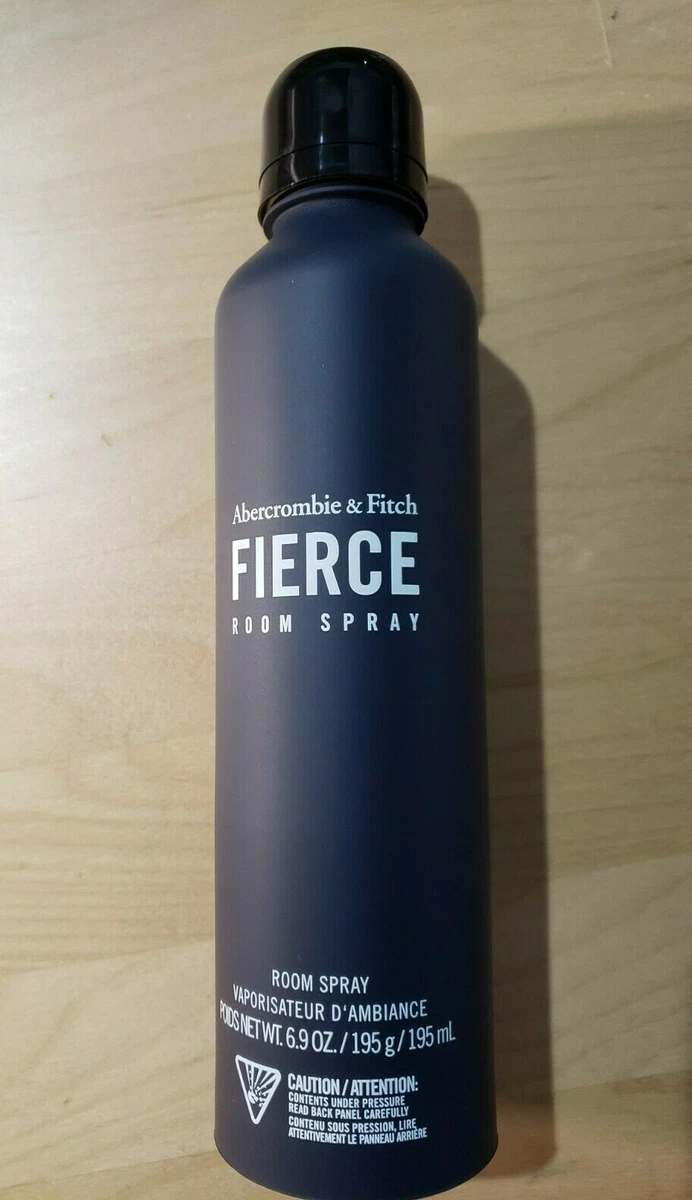 Abercrombie & Fitch
FIERCE
ROOM SPRAY
ROOM SPRAY
VAPORISATEUR D'AMBIANCE
POIDS NET WT. 6.9 OZ. / 195 g / 195 mL
CAUTION / ATTENTION:
CONTENTS UNDER PRESSURE
READ BACK PANEL CAREFULLY
CONTENU SOUS PRESSION, LIRE
ATTENTIVEMENT LE PANNEAU ARRIÈRE